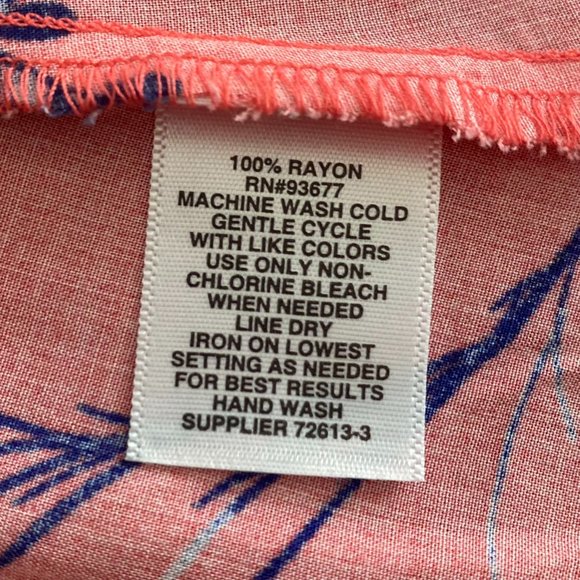 100% RAYON
RN#93677
MACHINE WASH COLD
GENTLE CYCLE
WITH LIKE COLORS
USE ONLY NON-
CHLORINE BLEACH
WHEN NEEDED
LINE DRY
IRON ON LOWEST
SETTING AS NEEDED
FOR BEST RESULTS
HAND WASH
SUPPLIER 72613-3